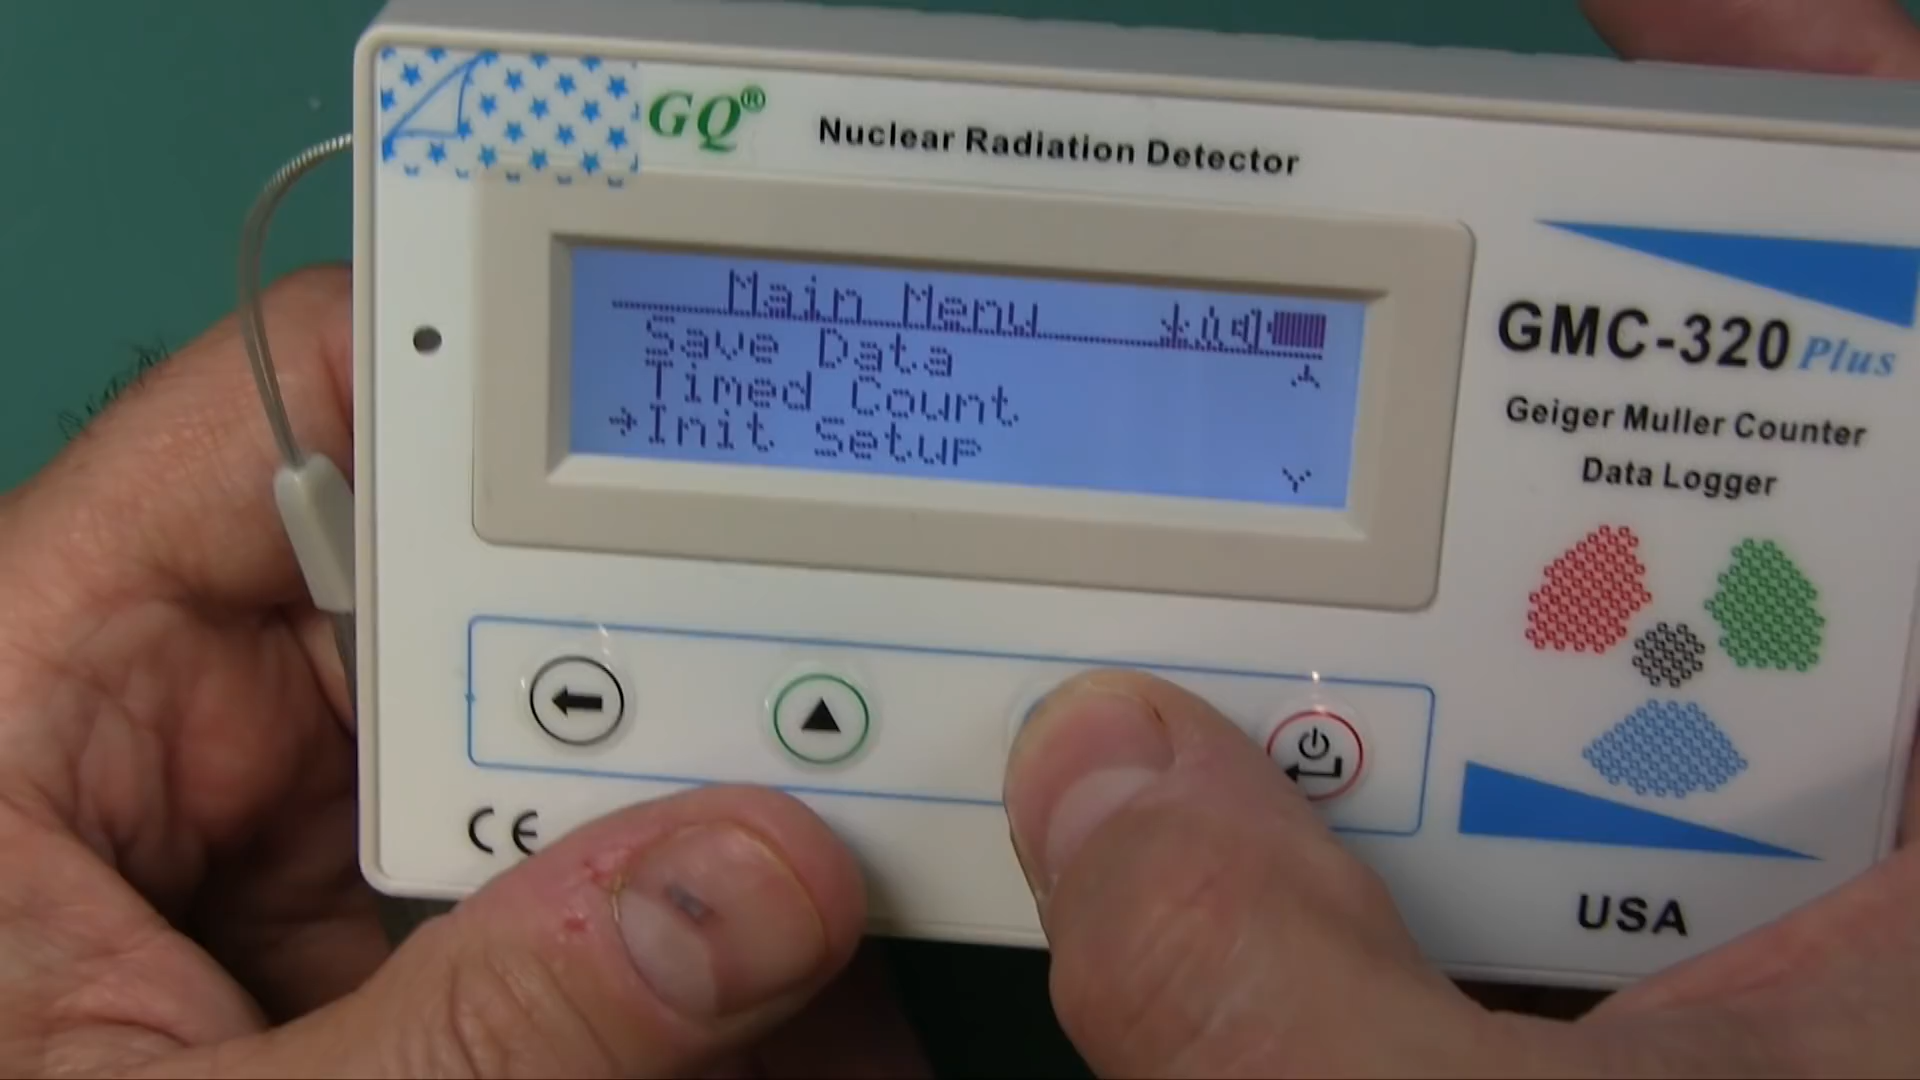 GQ®
Nuclear Radiation Detector
Main Menu
Save Data
Timed Count
→Init Setup
GMC-320 Plus
Geiger Muller Counter
Data Logger
CE
USA